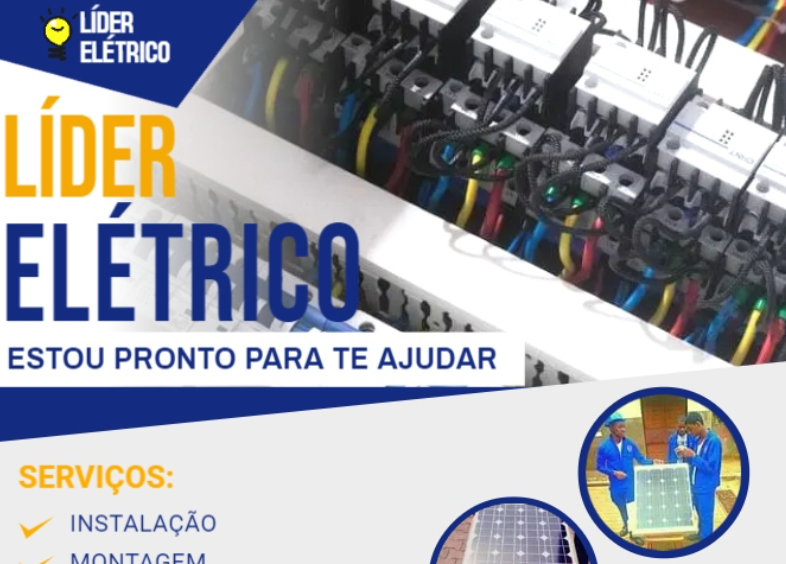 LÍDER
ELÉTRICO
LÍDER
ELÉTRICO
ESTOU PRONTO PARA TE AJUDAR
SERVIÇOS:
INSTALAÇÃO
MONTAGEM